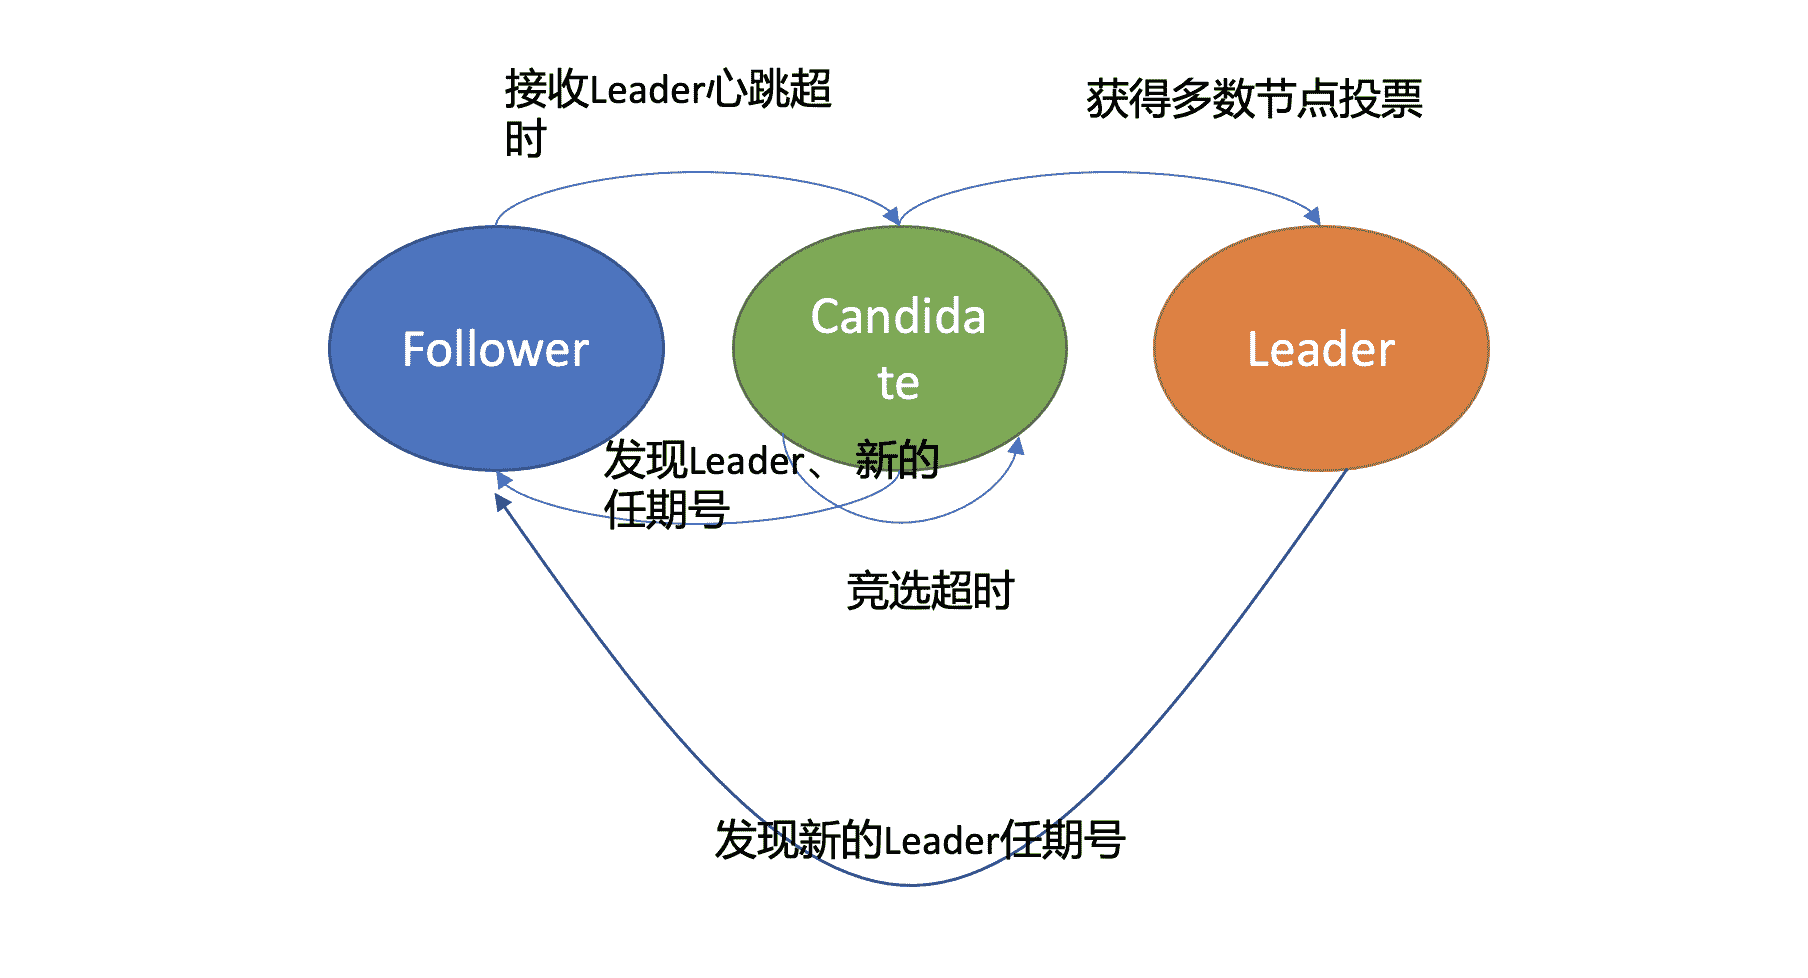 接收Leader心跳超
时
获得多数节点投票
Follower
Candida
te
Leader
发现Leader、 新的
任期号
竞选超时
发现新的Leader任期号